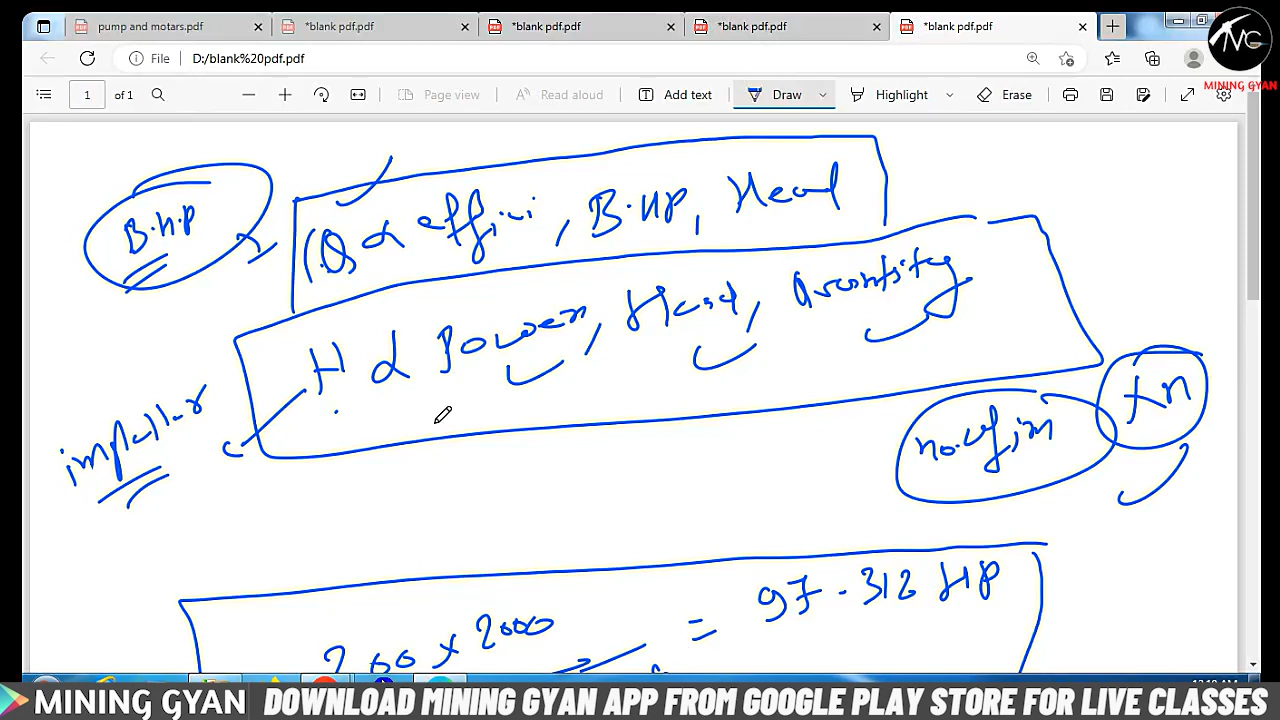 pump and motars.pdf
*blank pdf.pdf
*blank pdf.pdf
*blank pdf.pdf
*blank pdf.pdf
File
D:/blank%20pdf.pdf
MINING GYAN
1
of 1
Page view
Read aloud
Add text
Draw
Highlight
Erase
B.H.P
Q α effici, B.HP, Head
H α Power, Head, Quantity
impellar
no. of im
200 x 2000
= 97.312 HP
MINING GYAN DOWNLOAD MINING GYAN APP FROM GOOGLE PLAY STORE FOR LIVE CLASSES